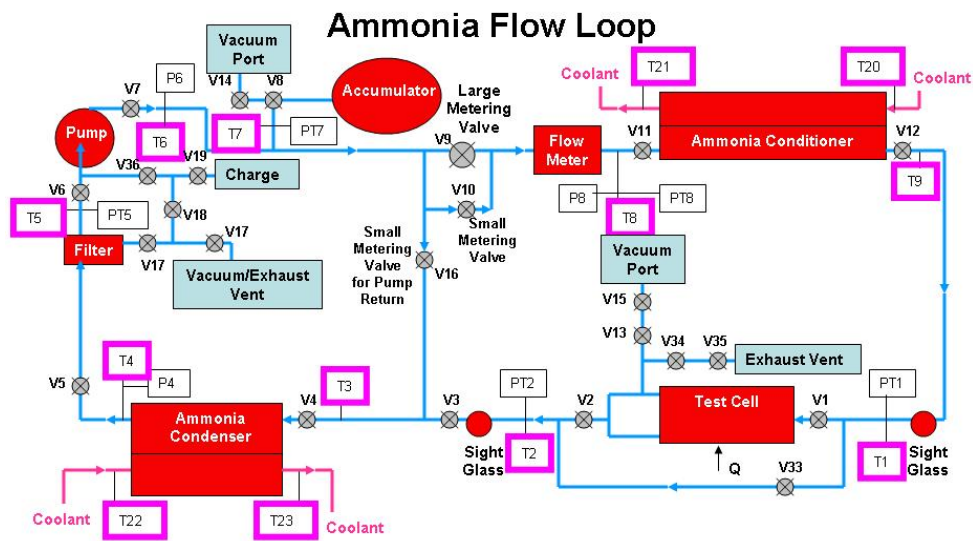 Ammonia Flow Loop
Vacuum
Port
P6
V7
V14
V8
Accumulator
Large
Metering
Valve
T21
T20
Coolant
Coolant
Pump
T6
T7
PT7
V9
Flow
Meter
V11
Ammonia Conditioner
V12
V36
V19
Charge
V6
V10
P8
PT8
T9
T5
PT5
V18
T8
Filter
V17
V17
Small
Metering
Valve
for Pump
Return
Small
Metering
Valve
V16
Vacuum
Port
Vacuum/Exhaust
Vent
V15
V13
V34
V35
Exhaust Vent
T4
P4
T3
V5
V4
V3
PT2
V2
Test Cell
V1
PT1
Ammonia
Condenser
Sight
Glass
T2
Q
V33
T1
Sight
Glass
Coolant
T22
T23
Coolant